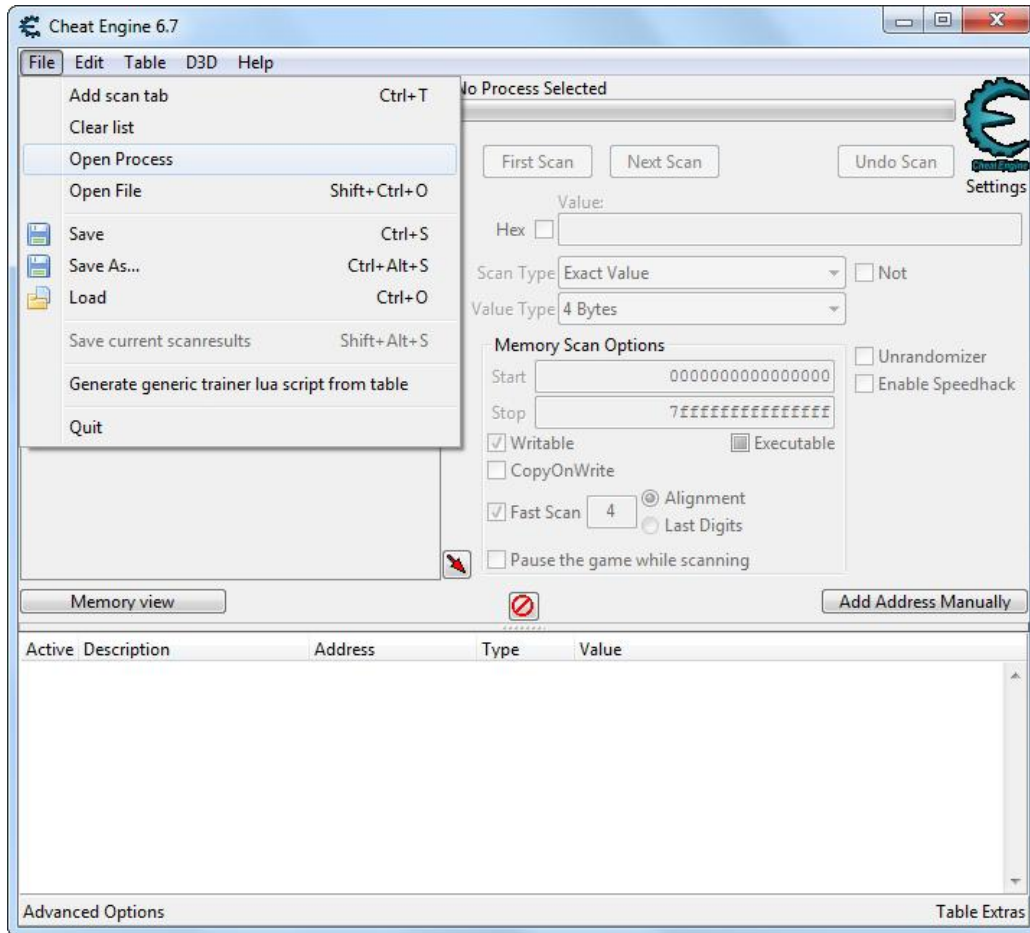 Cheat Engine 6.7
File Edit Table D3D Help
No Process Selected
Add scan tab Ctrl+T
Clear list
Open Process
Open File Shift+Ctrl+O
Save Ctrl+S
Save As... Ctrl+Alt+S
Load Ctrl+O
Save current scanresults Shift+Alt+S
Generate generic trainer lua script from table
Quit
First Scan Next Scan Undo Scan
Cheat Engine
Settings
Value:
Hex
Scan Type Exact Value Not
Value Type 4 Bytes
Memory Scan Options
Start 0000000000000000
Stop 7fffffffffffffff
Unrandomizer
Enable Speedhack
Writable Executable
CopyOnWrite
Fast Scan 4 Alignment
Last Digits
Pause the game while scanning
Memory view Add Address Manually
Active Description Address Type Value
Advanced Options Table Extras